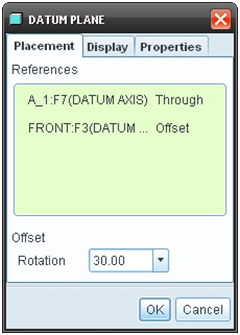 DATUM PLANE
Placement Display Properties
References
A_1:F7(DATUM AXIS) Through
FRONT:F3(DATUM ... Offset
Offset
Rotation 30.00
OK Cancel